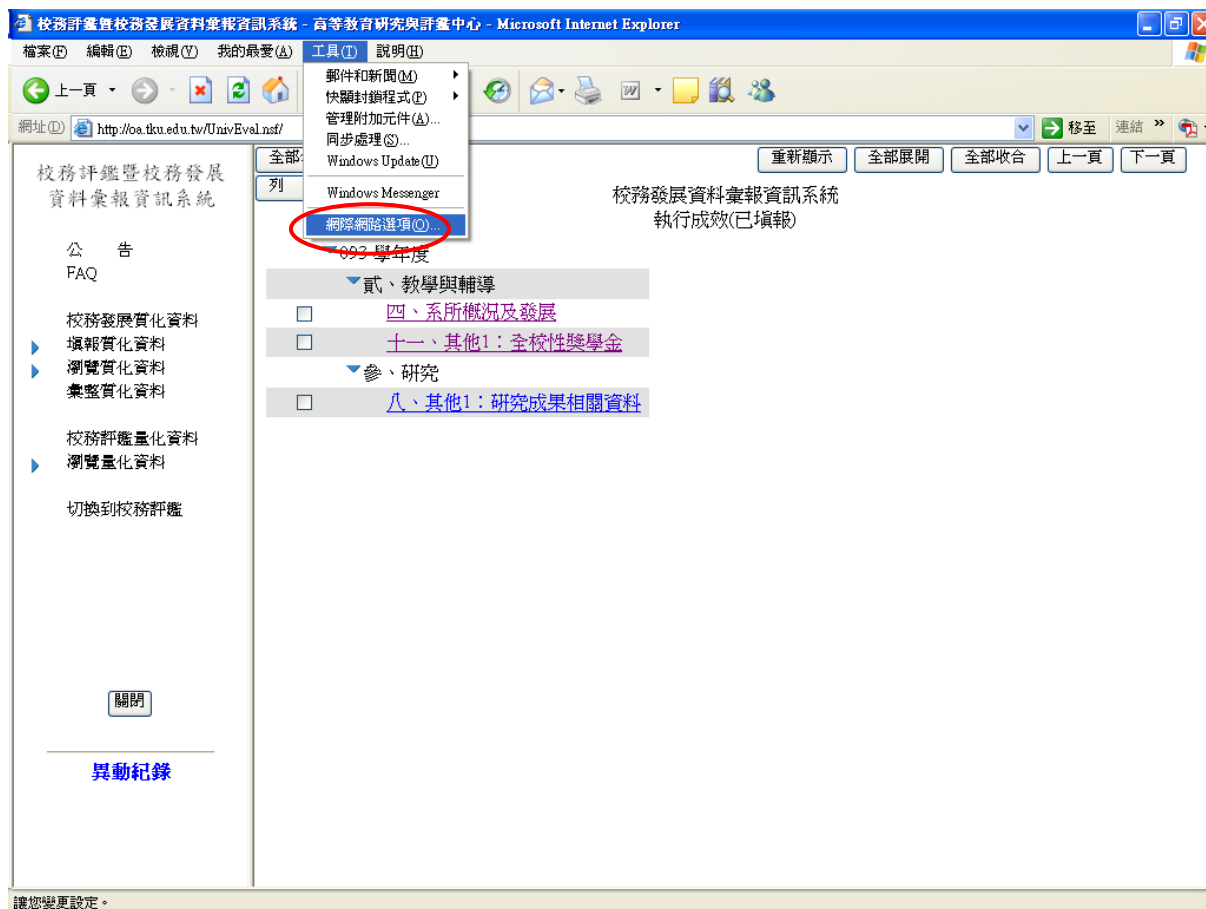 校務評鑑暨校務發展資料彙報資訊系統 - 高等教育研究與評鑑中心 - Microsoft Internet Explorer
檔案(F) 編輯(E) 檢視(V) 我的最愛(A) 工具(T) 說明(H)
上一頁
網址(D) http://oa.tku.edu.tw/UnivEval.nsf/ 移至 連結 »
郵件和新聞(M)
快顯封鎖程式(P)
管理附加元件(A)...
同步處理(S)...
Windows Update(U)
Windows Messenger
網際網路選項(O)...
校務評鑑暨校務發展
資料彙報資訊系統
公 告
FAQ
校務發展質化資料
填報質化資料
瀏覽質化資料
彙整質化資料
校務評鑑量化資料
瀏覽量化資料
切換到校務評鑑
關閉
異動紀錄
全部 重新顯示 全部展開 全部收合 上一頁 下一頁
列
校務發展資料彙報資訊系統
執行成效(已填報)
093 學年度
貳、教學與輔導
四、系所概況及發展
十一、其他1：全校性獎學金
參、研究
八、其他1：研究成果相關資料
讓您變更設定。